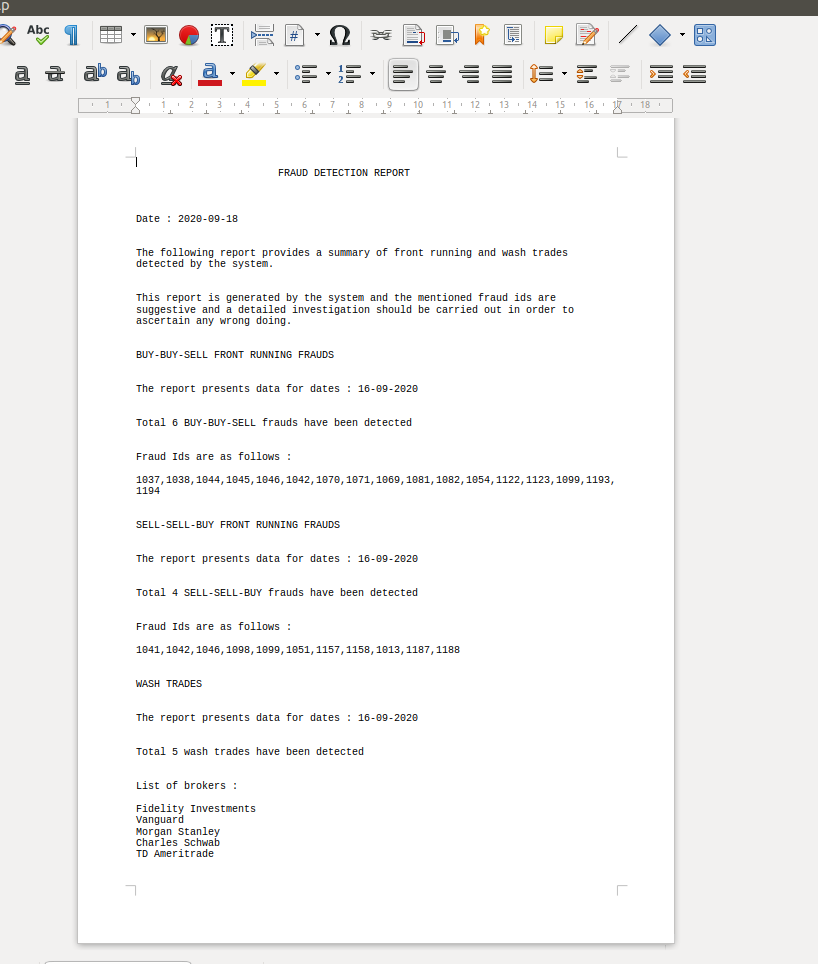 p
Abc
T
#
Ω
a
a
ab
ab
a
a
1
2
1 1 2 3 4 5 6 7 8 9 10 11 12 13 14 15 16 17 18
FRAUD DETECTION REPORT
Date : 2020-09-18
The following report provides a summary of front running and wash trades
detected by the system.
This report is generated by the system and the mentioned fraud ids are
suggestive and a detailed investigation should be carried out in order to
ascertain any wrong doing.
BUY-BUY-SELL FRONT RUNNING FRAUDS
The report presents data for dates : 16-09-2020
Total 6 BUY-BUY-SELL frauds have been detected
Fraud Ids are as follows :
1037,1038,1044,1045,1046,1042,1070,1071,1069,1081,1082,1054,1122,1123,1099,1193,
1194
SELL-SELL-BUY FRONT RUNNING FRAUDS
The report presents data for dates : 16-09-2020
Total 4 SELL-SELL-BUY frauds have been detected
Fraud Ids are as follows :
1041,1042,1046,1098,1099,1051,1157,1158,1013,1187,1188
WASH TRADES
The report presents data for dates : 16-09-2020
Total 5 wash trades have been detected
List of brokers :
Fidelity Investments
Vanguard
Morgan Stanley
Charles Schwab
TD Ameritrade